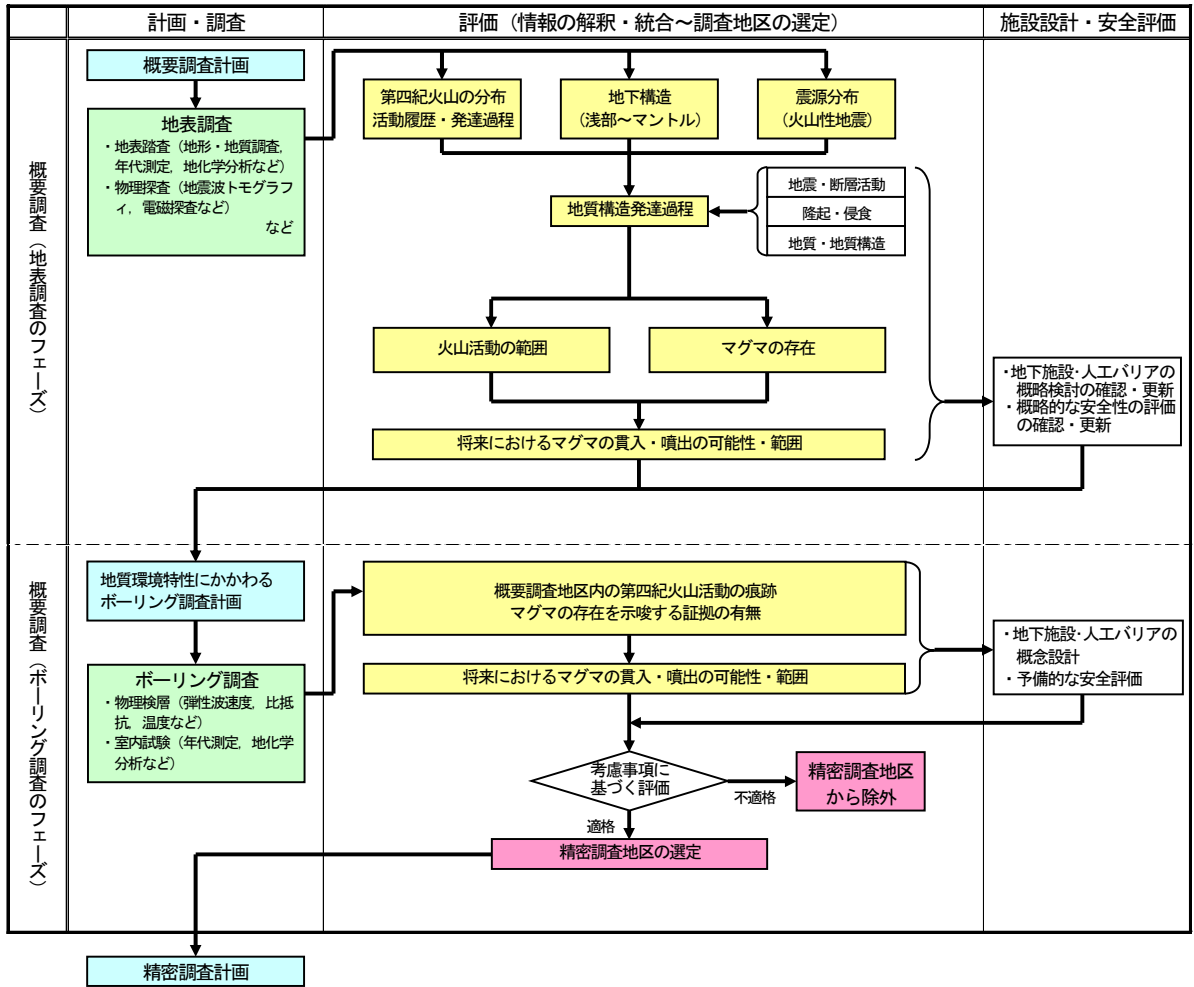 計画・調査
評価（情報の解釈・統合～調査地区の選定）
施設設計・安全評価
概要調査（地表調査のフェーズ）
概要調査計画
地表調査
・地表踏査（地形・地質調査，
年代測定，地化学分析など）
・物理探査（地震波トモグラフ
ィ，電磁探査など）
など
第四紀火山の分布
活動履歴・発達過程
地下構造
（浅部～マントル）
震源分布
（火山性地震）
地質構造発達過程
地震・断層活動
隆起・侵食
地質・地質構造
火山活動の範囲
マグマの存在
将来におけるマグマの貫入・噴出の可能性・範囲
・地下施設・人工バリアの
概略検討の確認・更新
・概略的な安全性の評価
の確認・更新
概要調査（ボーリング調査のフェーズ）
地質環境特性にかかわる
ボーリング調査計画
ボーリング調査
・物理検層（弾性波速度，比抵
抗，温度など）
・室内試験（年代測定，地化学
分析など）
概要調査地区内の第四紀火山活動の痕跡
マグマの存在を示唆する証拠の有無
将来におけるマグマの貫入・噴出の可能性・範囲
・地下施設・人工バリアの
概念設計
・予備的な安全評価
考慮事項に
基づく評価
不適格
精密調査地区
から除外
適格
精密調査地区の選定
精密調査計画